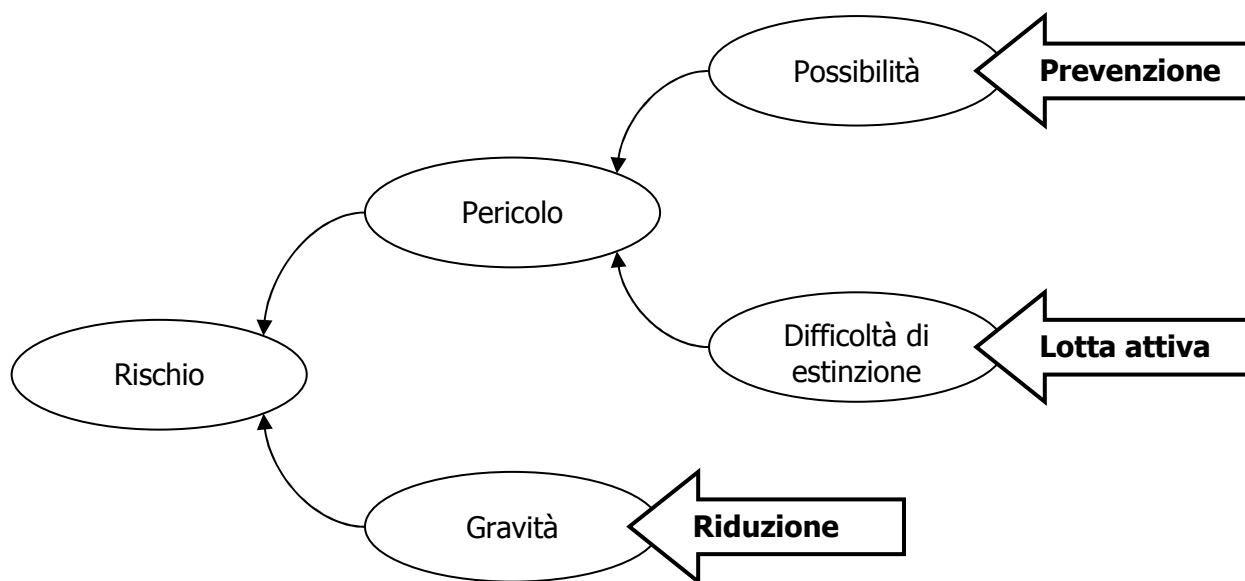 Possibilità
Prevenzione
Pericolo
Difficoltà di
estinzione
Lotta attiva
Rischio
Gravità
Riduzione